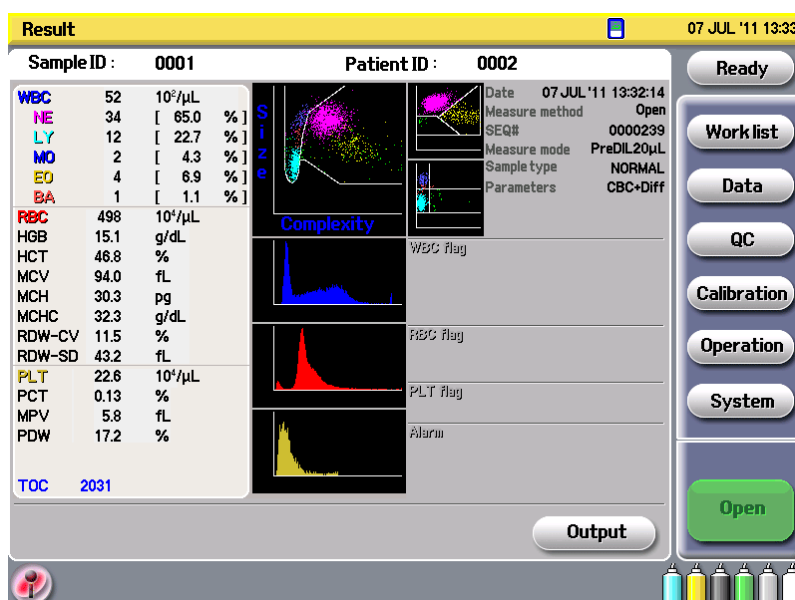 Result
07 JUL '11 13:33
Sample ID : 0001 Patient ID : 0002
WBC 52 10²/µL
NE 34 [ 65.0 % ]
LY 12 [ 22.7 % ]
MO 2 [ 4.3 % ]
EO 4 [ 6.9 % ]
BA 1 [ 1.1 % ]
RBC 498 10⁴/µL
HGB 15.1 g/dL
HCT 46.8 %
MCV 94.0 fL
MCH 30.3 pg
MCHC 32.3 g/dL
RDW-CV 11.5 %
RDW-SD 43.2 fL
PLT 22.6 10⁴/µL
PCT 0.13 %
MPV 5.8 fL
PDW 17.2 %
TOC 2031
Size
Complexity
Date 07 JUL '11 13:32:14
Measure method Open
SEQ# 0000239
Measure mode PreDIL20µL
Sample type NORMAL
Parameters CBC+Diff
WBC flag
RBC flag
PLT flag
Alarm
Output
Ready
Work list
Data
QC
Calibration
Operation
System
Open